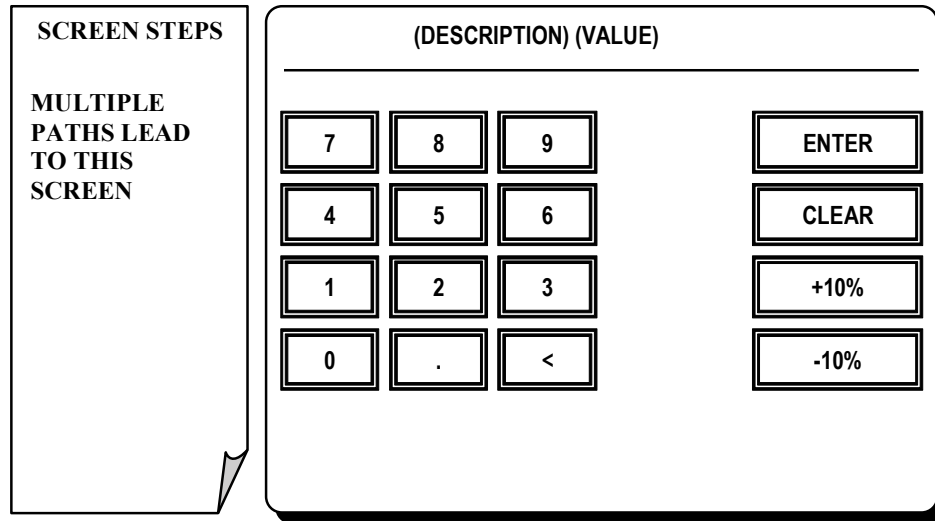 SCREEN STEPS
MULTIPLE
PATHS LEAD
TO THIS
SCREEN
(DESCRIPTION) (VALUE)
7 8 9 ENTER
4 5 6 CLEAR
1 2 3 +10%
0 . < -10%